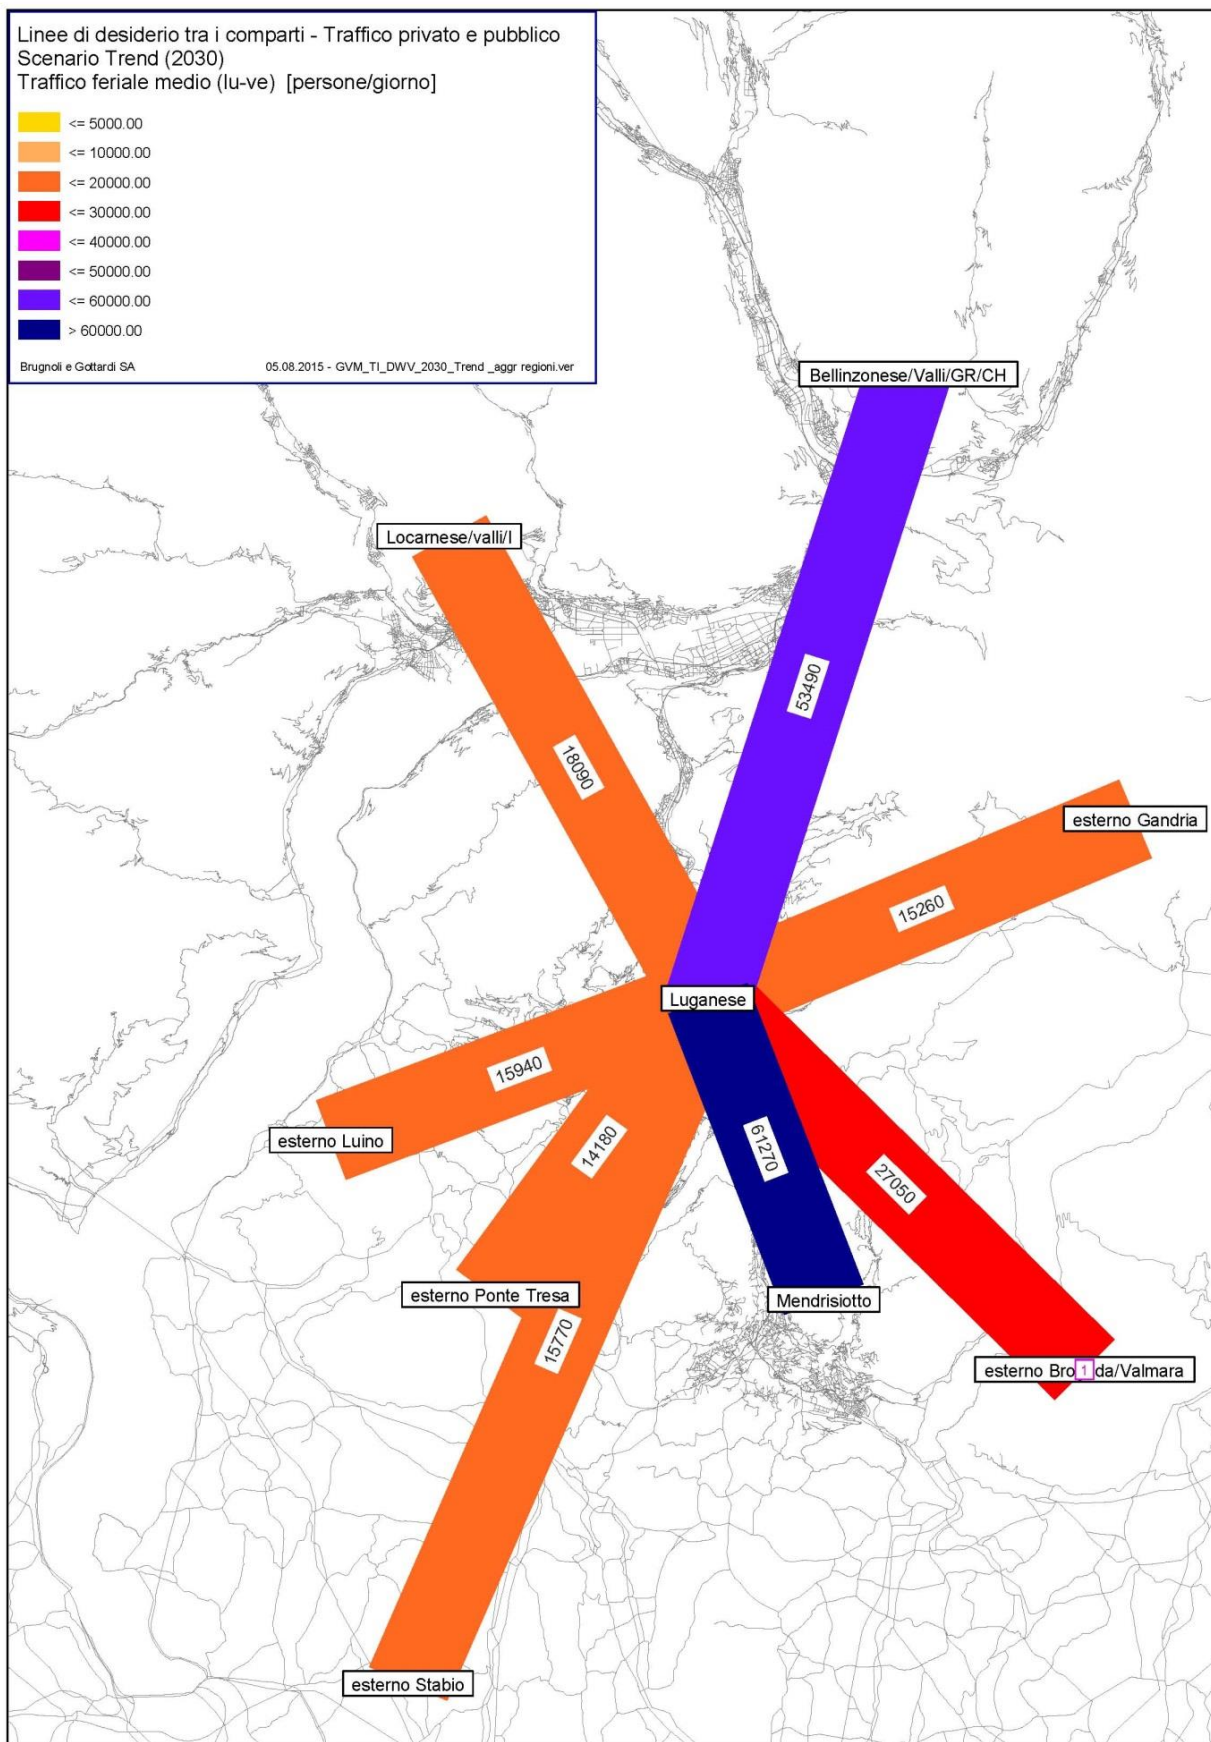 Linee di desiderio tra i comparti - Traffico privato e pubblico
Scenario Trend (2030)
Traffico feriale medio (lu-ve) [persone/giorno]
<= 5000.00
<= 10000.00
<= 20000.00
<= 30000.00
<= 40000.00
<= 50000.00
<= 60000.00
> 60000.00
Brugnoli e Gottardi SA 05.08.2015 - GVM_TI_DWV_2030_Trend _aggr regioni.ver
Bellinzonese/Valli/GR/CH
Locarnese/valli/I
53490
18090
esterno Gandria
15260
Luganese
15940
esterno Luino
14180
61270
27050
esterno Ponte Tresa
Mendrisiotto
15770
esterno Bro 1 da/Valmara
esterno Stabio